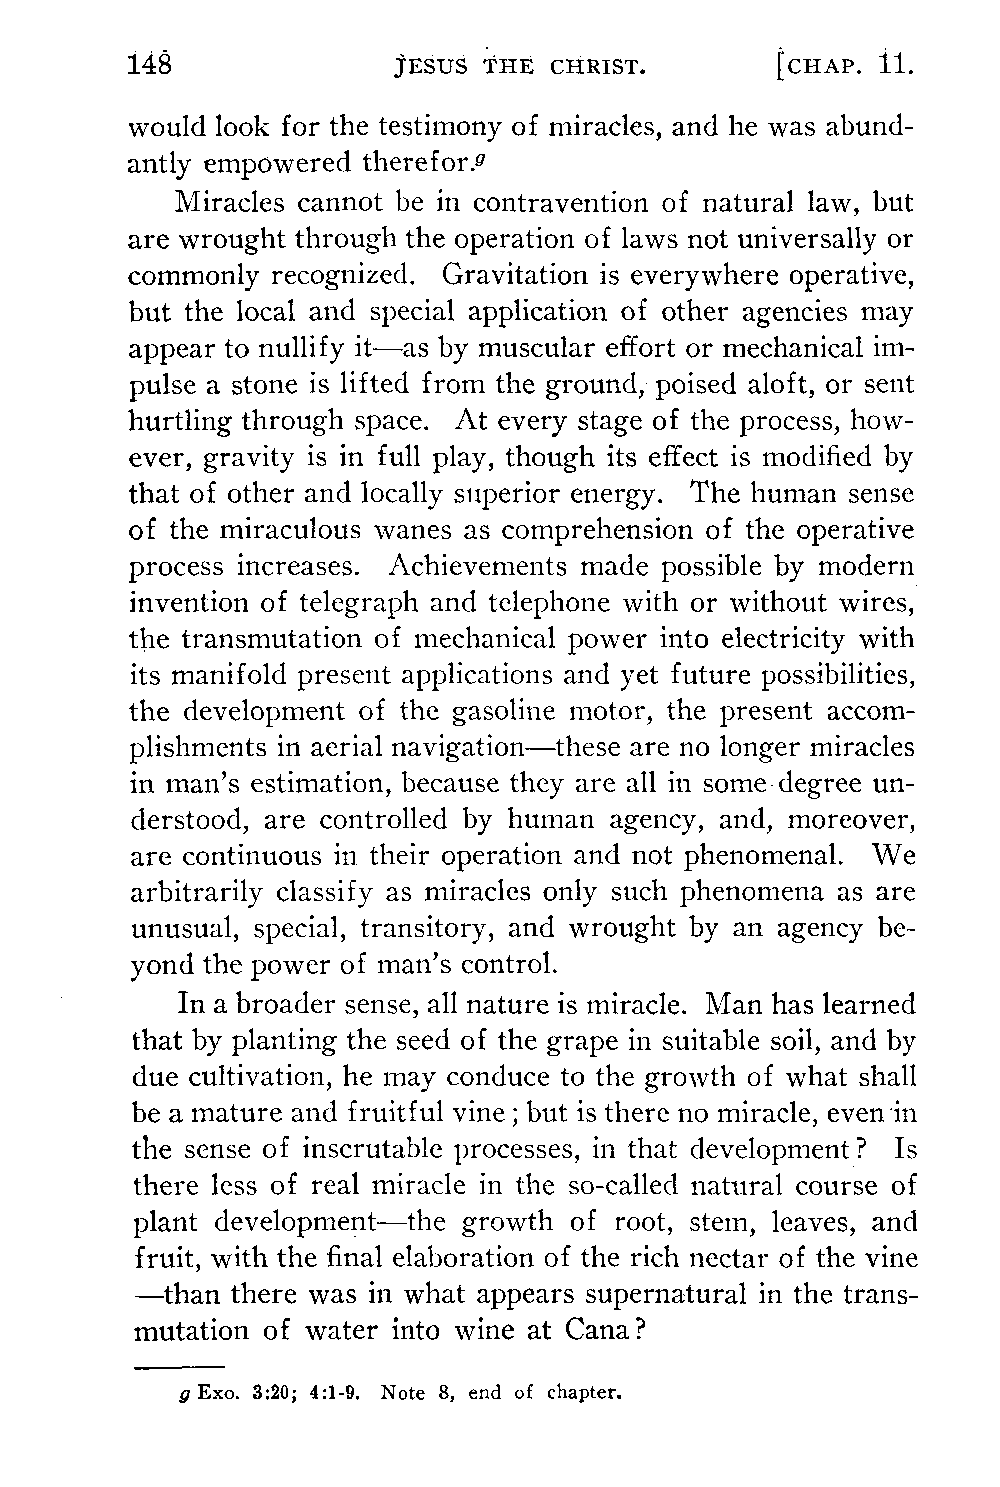 148 JESUS THE CHRIST. [CHAP. 11.
would look for the testimony of miracles, and he was abund-
antly empowered therefor.g
Miracles cannot be in contravention of natural law, but
are wrought through the operation of laws not universally or
commonly recognized. Gravitation is everywhere operative,
but the local and special application of other agencies may
appear to nullify it—as by muscular effort or mechanical im-
pulse a stone is lifted from the ground, poised aloft, or sent
hurtling through space. At every stage of the process, how-
ever, gravity is in full play, though its effect is modified by
that of other and locally superior energy. The human sense
of the miraculous wanes as comprehension of the operative
process increases. Achievements made possible by modern
invention of telegraph and telephone with or without wires,
the transmutation of mechanical power into electricity with
its manifold present applications and yet future possibilities,
the development of the gasoline motor, the present accom-
plishments in aerial navigation—these are no longer miracles
in man's estimation, because they are all in some degree un-
derstood, are controlled by human agency, and, moreover,
are continuous in their operation and not phenomenal. We
arbitrarily classify as miracles only such phenomena as are
unusual, special, transitory, and wrought by an agency be-
yond the power of man's control.
In a broader sense, all nature is miracle. Man has learned
that by planting the seed of the grape in suitable soil, and by
due cultivation, he may conduce to the growth of what shall
be a mature and fruitful vine; but is there no miracle, even in
the sense of inscrutable processes, in that development? Is
there less of real miracle in the so-called natural course of
plant development—the growth of root, stem, leaves, and
fruit, with the final elaboration of the rich nectar of the vine
—than there was in what appears supernatural in the trans-
mutation of water into wine at Cana?
g Exo. 3:20; 4:1-9. Note 8, end of chapter.